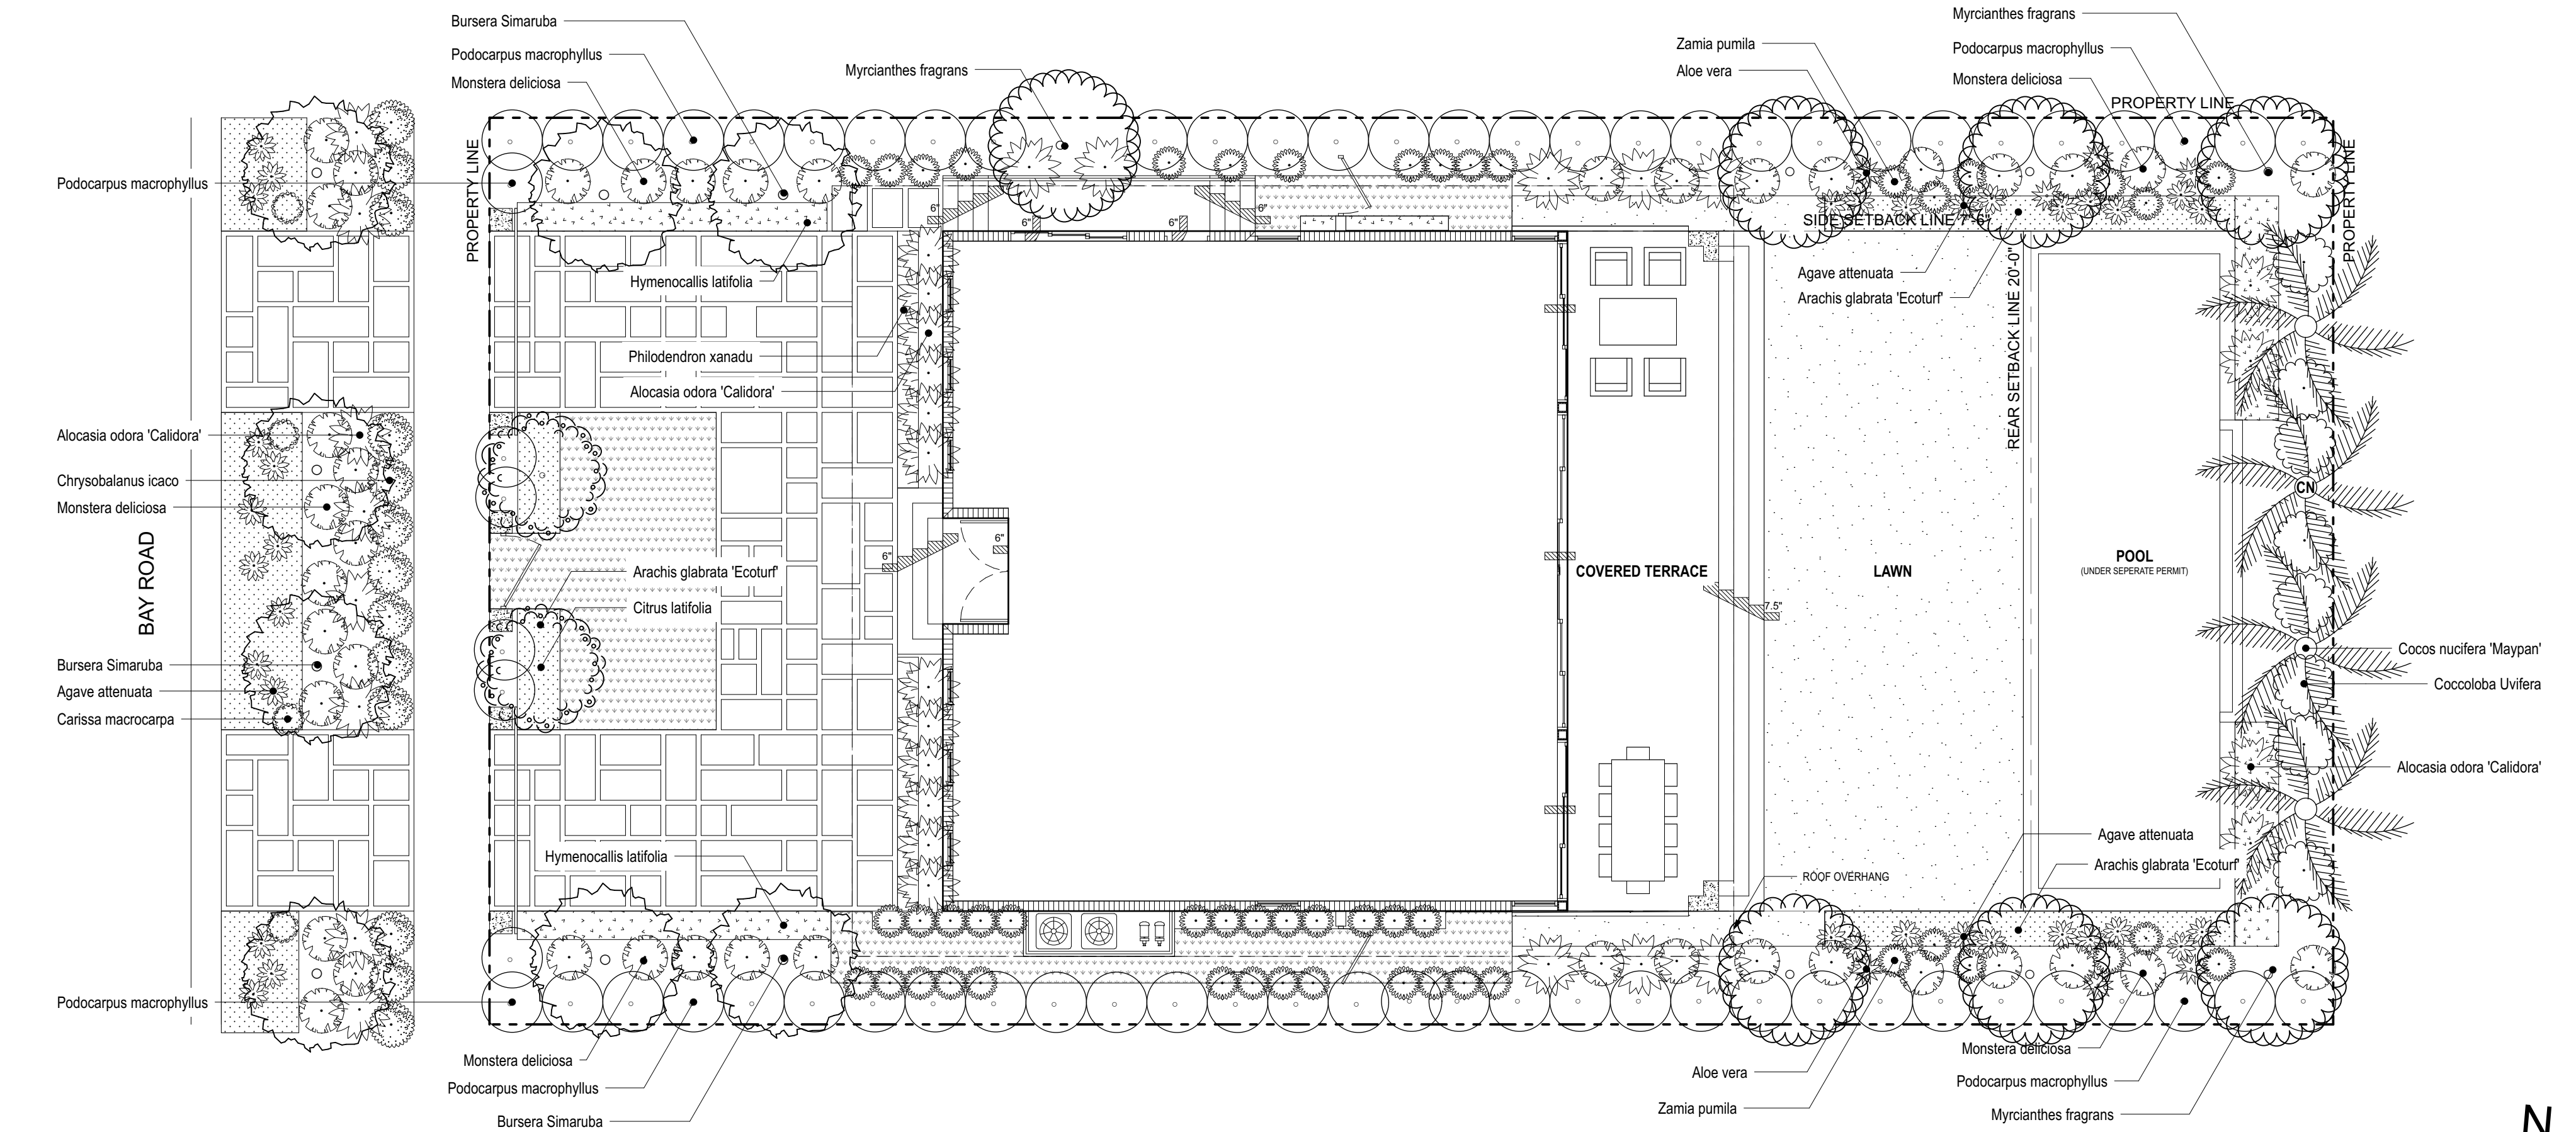 Bursera Simaruba
Podocarpus macrophyllus
Monstera deliciosa
Myrcianthes fragrans
Zamia pumila
Aloe vera
Myrcianthes fragrans
Podocarpus macrophyllus
Monstera deliciosa
PROPERTY LINE
PROPERTY LINE
PROPERTY LINE
Podocarpus macrophyllus
6"
6"
6"
6"
SIDE SETBACK LINE 7'-6"
Hymenocallis latifolia
Agave attenuata
Arachis glabrata 'Ecoturf'
REAR SETBACK LINE 20'-0"
Philodendron xanadu
Alocasia odora 'Calidora'
Alocasia odora 'Calidora'
Chrysobalanus icaco
Monstera deliciosa
CN
BAY ROAD
6"
6"
Arachis glabrata 'Ecoturf'
Citrus latifolia
COVERED TERRACE
LAWN
POOL
(UNDER SEPERATE PERMIT)
7.5"
Bursera Simaruba
Agave attenuata
Carissa macrocarpa
Cocos nucifera 'Maypan'
Coccoloba Uvifera
Alocasia odora 'Calidora'
Agave attenuata
Arachis glabrata 'Ecoturf'
Hymenocallis latifolia
ROOF OVERHANG
Podocarpus macrophyllus
Monstera deliciosa
Podocarpus macrophyllus
Bursera Simaruba
Monstera deliciosa
Aloe vera
Podocarpus macrophyllus
Zamia pumila
Myrcianthes fragrans
N